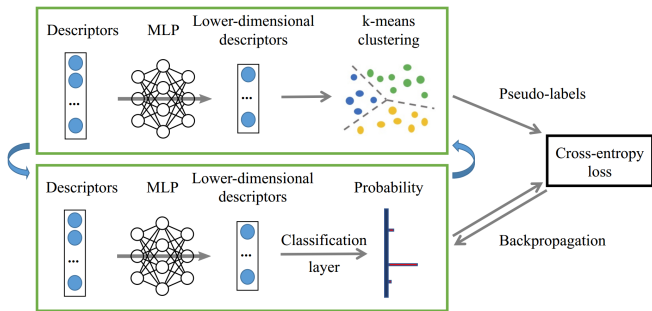 Descriptors
MLP
Lower-dimensional
descriptors
k-means
clustering
...
...
Pseudo-labels
Cross-entropy
loss
Descriptors
MLP
Lower-dimensional
descriptors
Probability
...
...
Classification
layer
Backpropagation